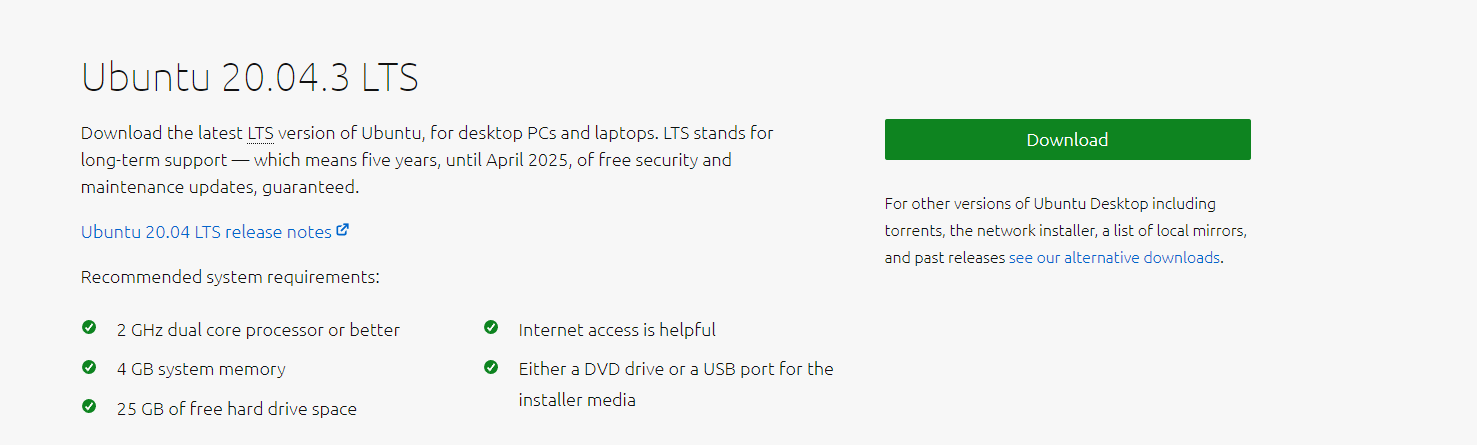 Ubuntu 20.04.3 LTS
Download the latest LTS version of Ubuntu, for desktop PCs and laptops. LTS stands for
long-term support — which means five years, until April 2025, of free security and
maintenance updates, guaranteed.
Ubuntu 20.04 LTS release notes
Recommended system requirements:
2 GHz dual core processor or better
4 GB system memory
25 GB of free hard drive space
Internet access is helpful
Either a DVD drive or a USB port for the
installer media
Download
For other versions of Ubuntu Desktop including
torrents, the network installer, a list of local mirrors,
and past releases see our alternative downloads.